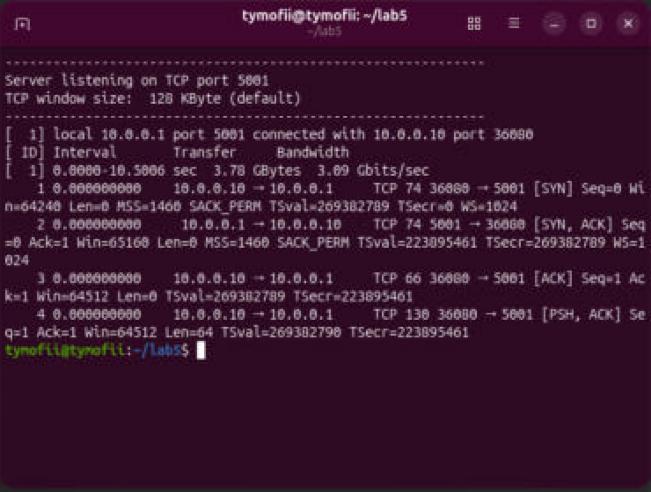 tymofii@tymofii: ~/lab5
~/lab5
------------------------------------------------------------
Server listening on TCP port 5001
TCP window size:  128 KByte (default)
------------------------------------------------------------
[  1] local 10.0.0.1 port 5001 connected with 10.0.0.10 port 36080
[ ID] Interval       Transfer     Bandwidth
[  1] 0.0000-10.5006 sec  3.78 GBytes  3.09 Gbits/sec
    1 0.000000000    10.0.0.10 → 10.0.0.1     TCP 74 36080 → 5001 [SYN] Seq=0 Wi
n=64240 Len=0 MSS=1460 SACK_PERM TSval=269382789 TSecr=0 WS=1024
    2 0.000000000     10.0.0.1 → 10.0.0.10    TCP 74 5001 → 36080 [SYN, ACK] Seq
=0 Ack=1 Win=65160 Len=0 MSS=1460 SACK_PERM TSval=223895461 TSecr=269382789 WS=1
024
    3 0.000000000    10.0.0.10 → 10.0.0.1     TCP 66 36080 → 5001 [ACK] Seq=1 Ac
k=1 Win=64512 Len=0 TSval=269382789 TSecr=223895461
    4 0.000000000    10.0.0.10 → 10.0.0.1     TCP 130 36080 → 5001 [PSH, ACK] Se
q=1 Ack=1 Win=64512 Len=64 TSval=269382790 TSecr=223895461
tymofii@tymofii:~/lab5$